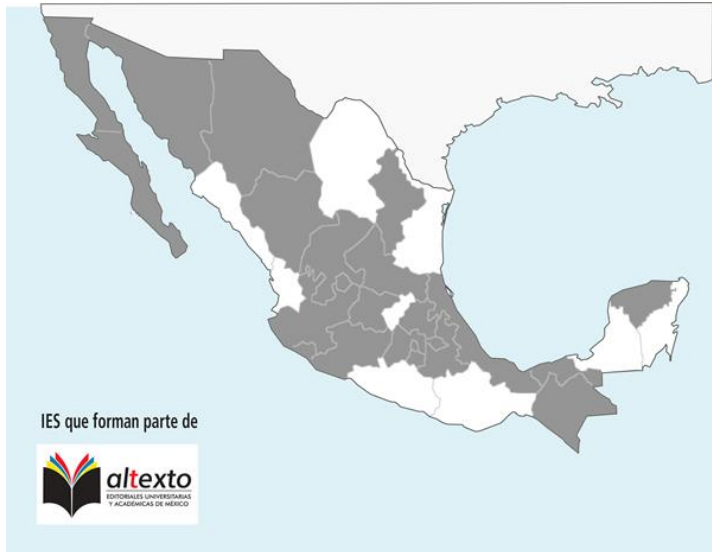 IES que forman parte de
altexto
EDITORIALES UNIVERSITARIAS
Y ACADÉMICAS DE MÉXICO